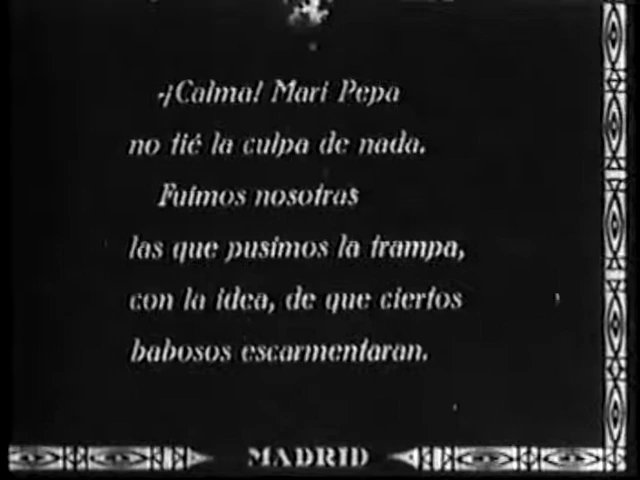 -¡Calma! Mari Pepa
no tié la culpa de nada.
Fuimos nosotras
las que pusimos la trampa,
con la idea, de que ciertos
babosos escarmentaran.
MADRID